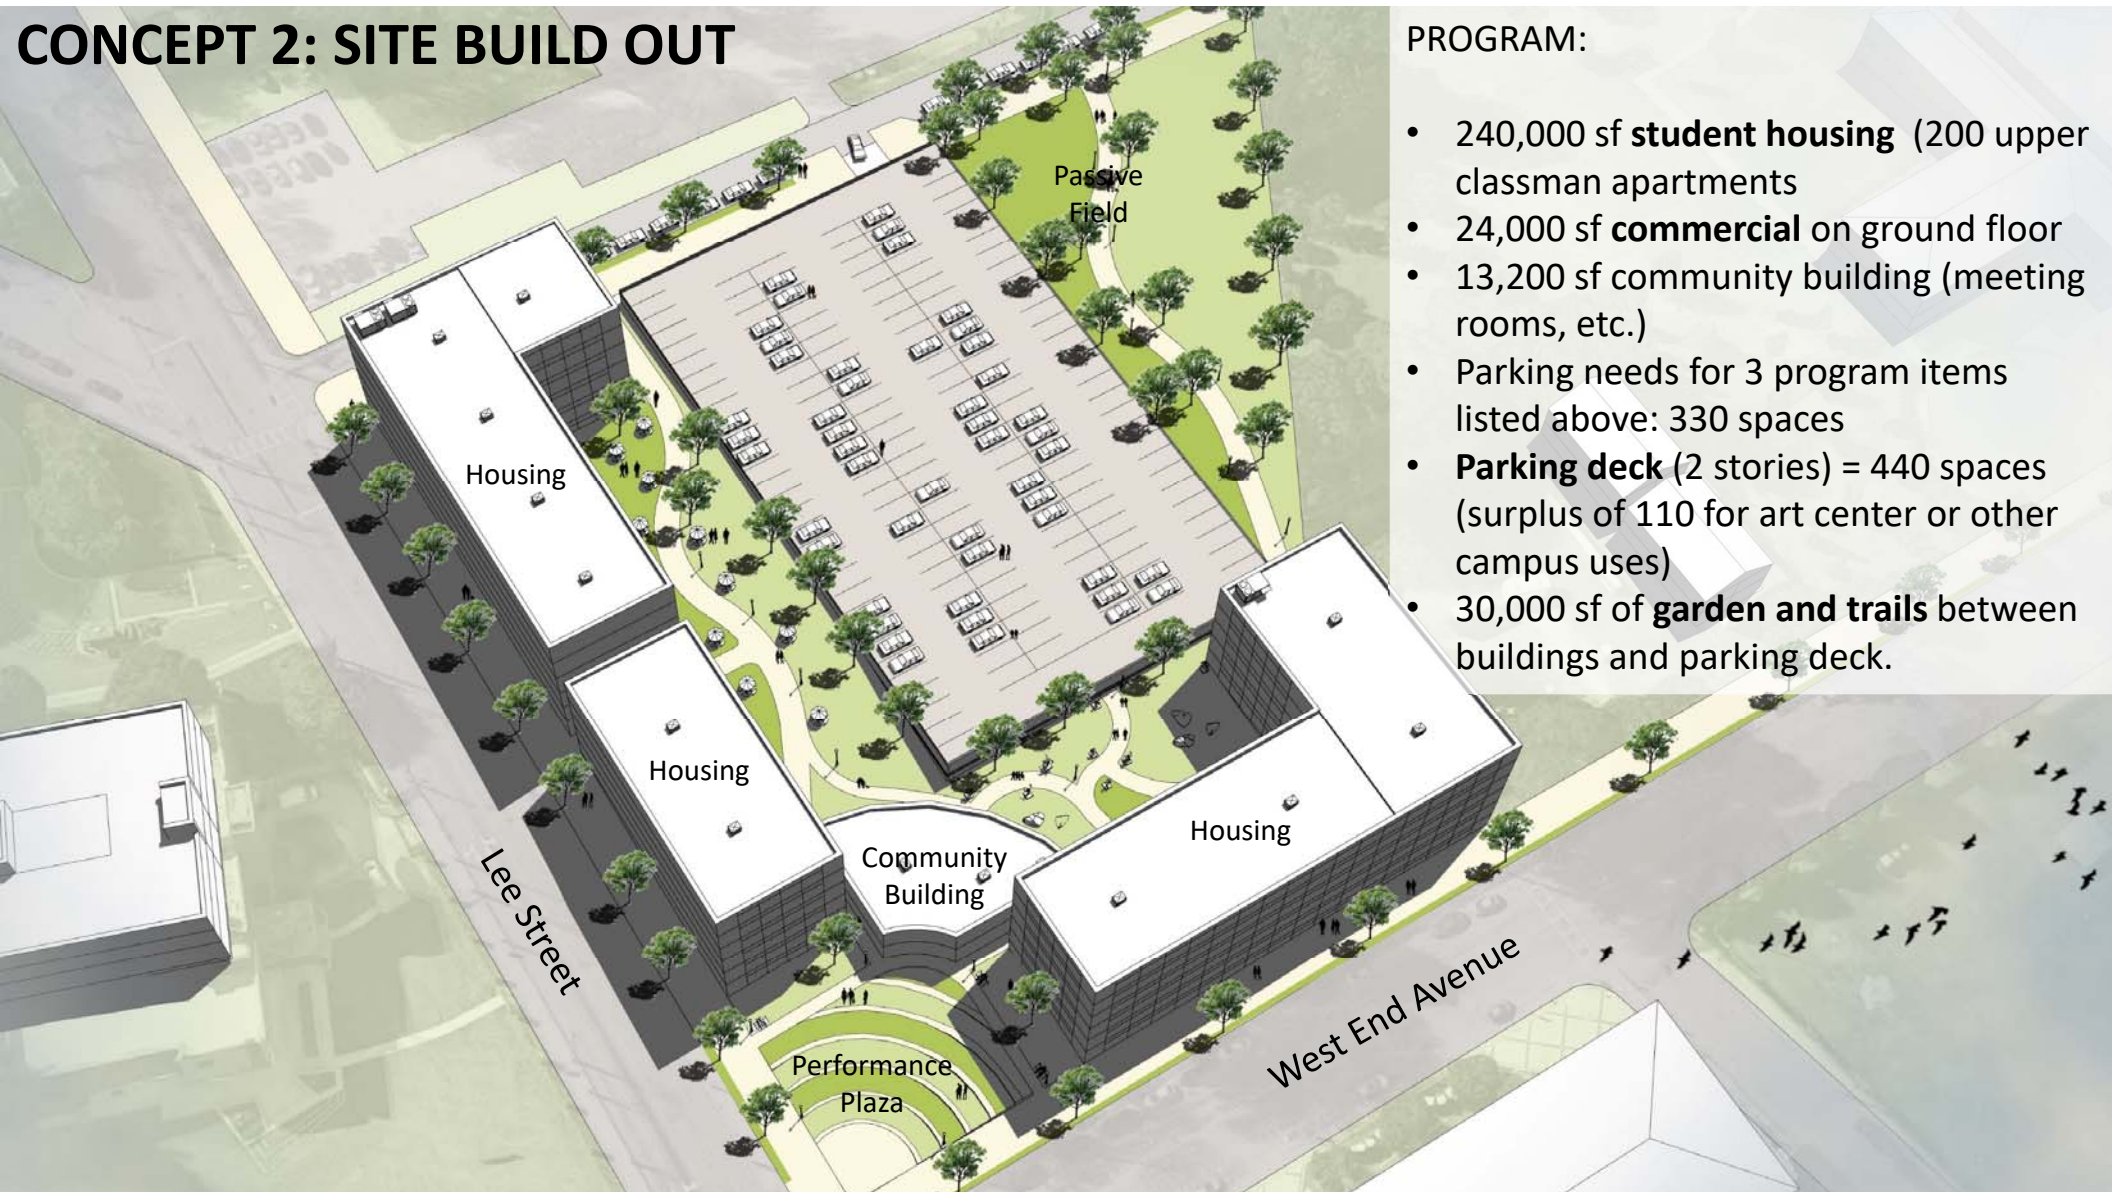 CONCEPT 2: SITE BUILD OUT
PROGRAM:
• 240,000 sf student housing (200 upper
classman apartments
• 24,000 sf commercial on ground floor
• 13,200 sf community building (meeting
rooms, etc.)
• Parking needs for 3 program items
listed above: 330 spaces
• Parking deck (2 stories) = 440 spaces
(surplus of 110 for art center or other
campus uses)
• 30,000 sf of garden and trails between
buildings and parking deck.
Passive
Field
Housing
Housing
Housing
Community
Building
Lee Street
West End Avenue
Performance
Plaza